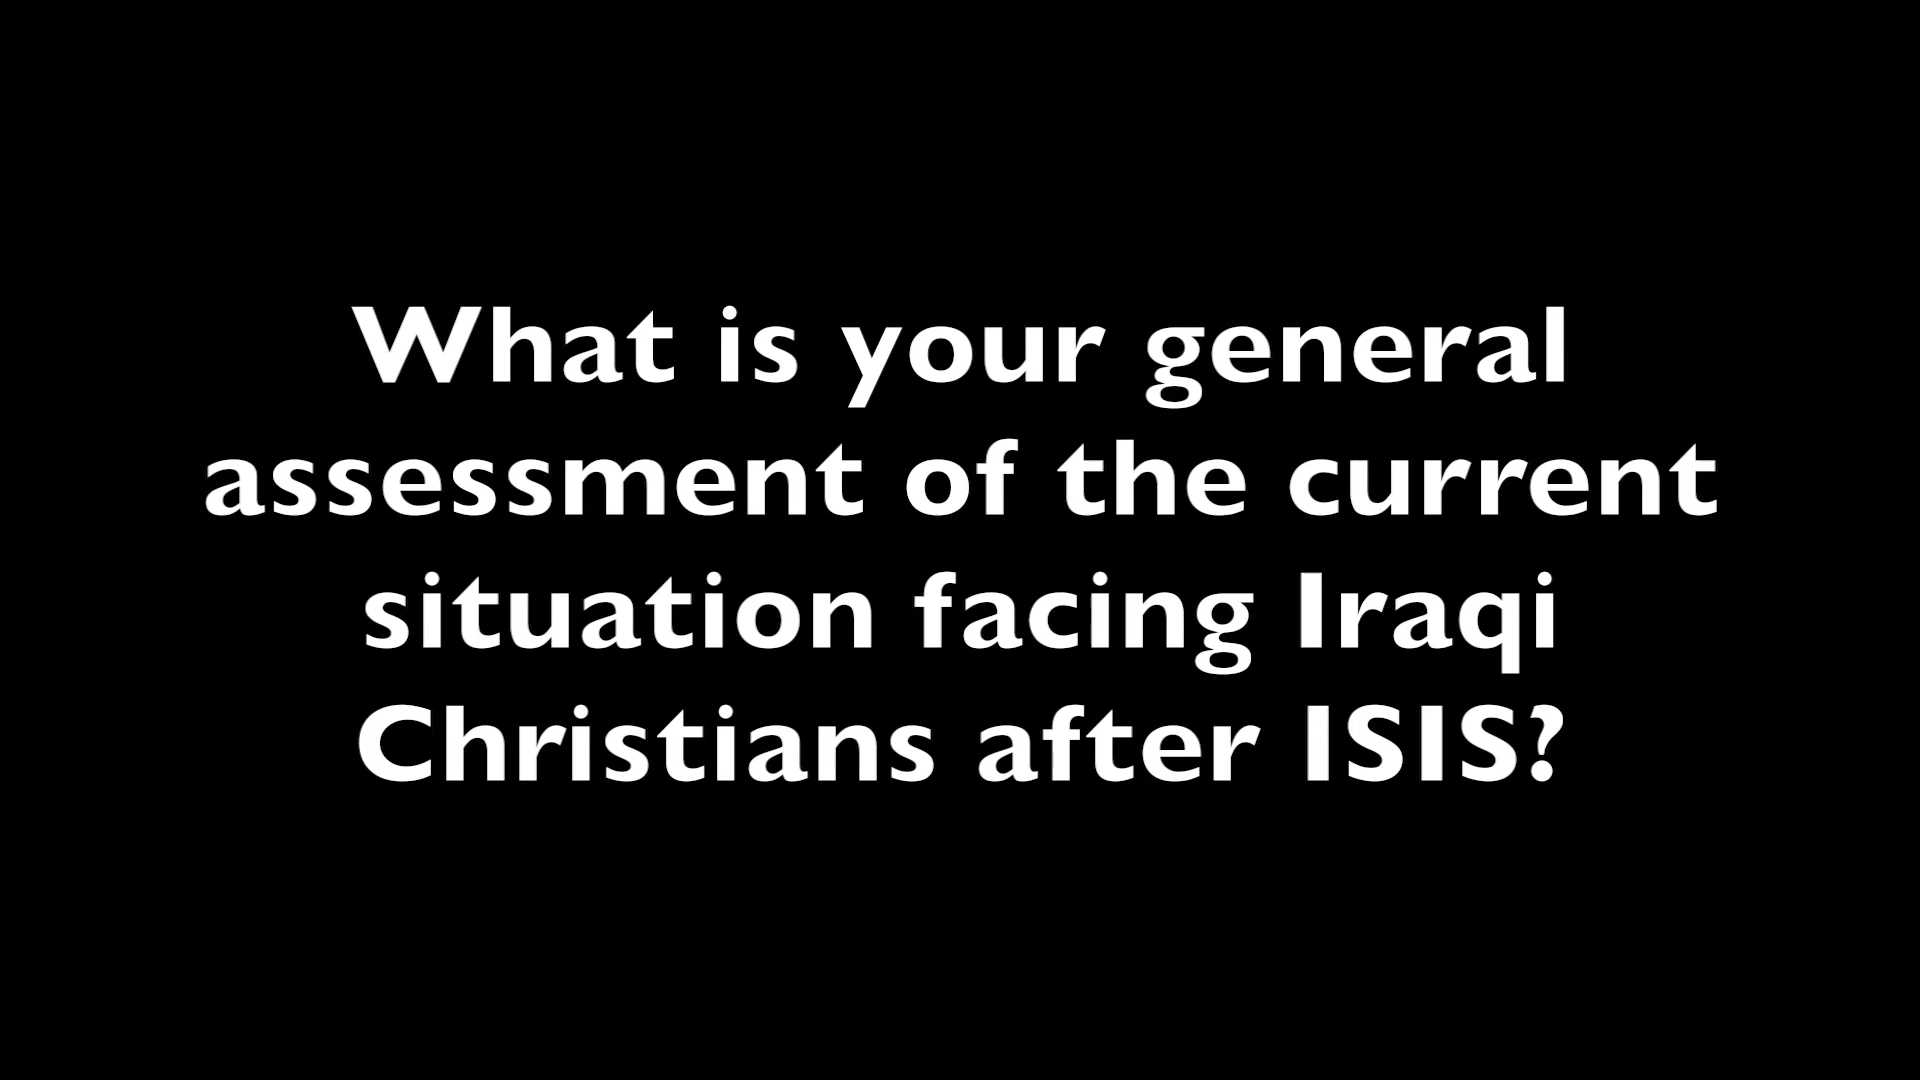 What is your general
assessment of the current
situation facing Iraqi
Christians after ISIS?